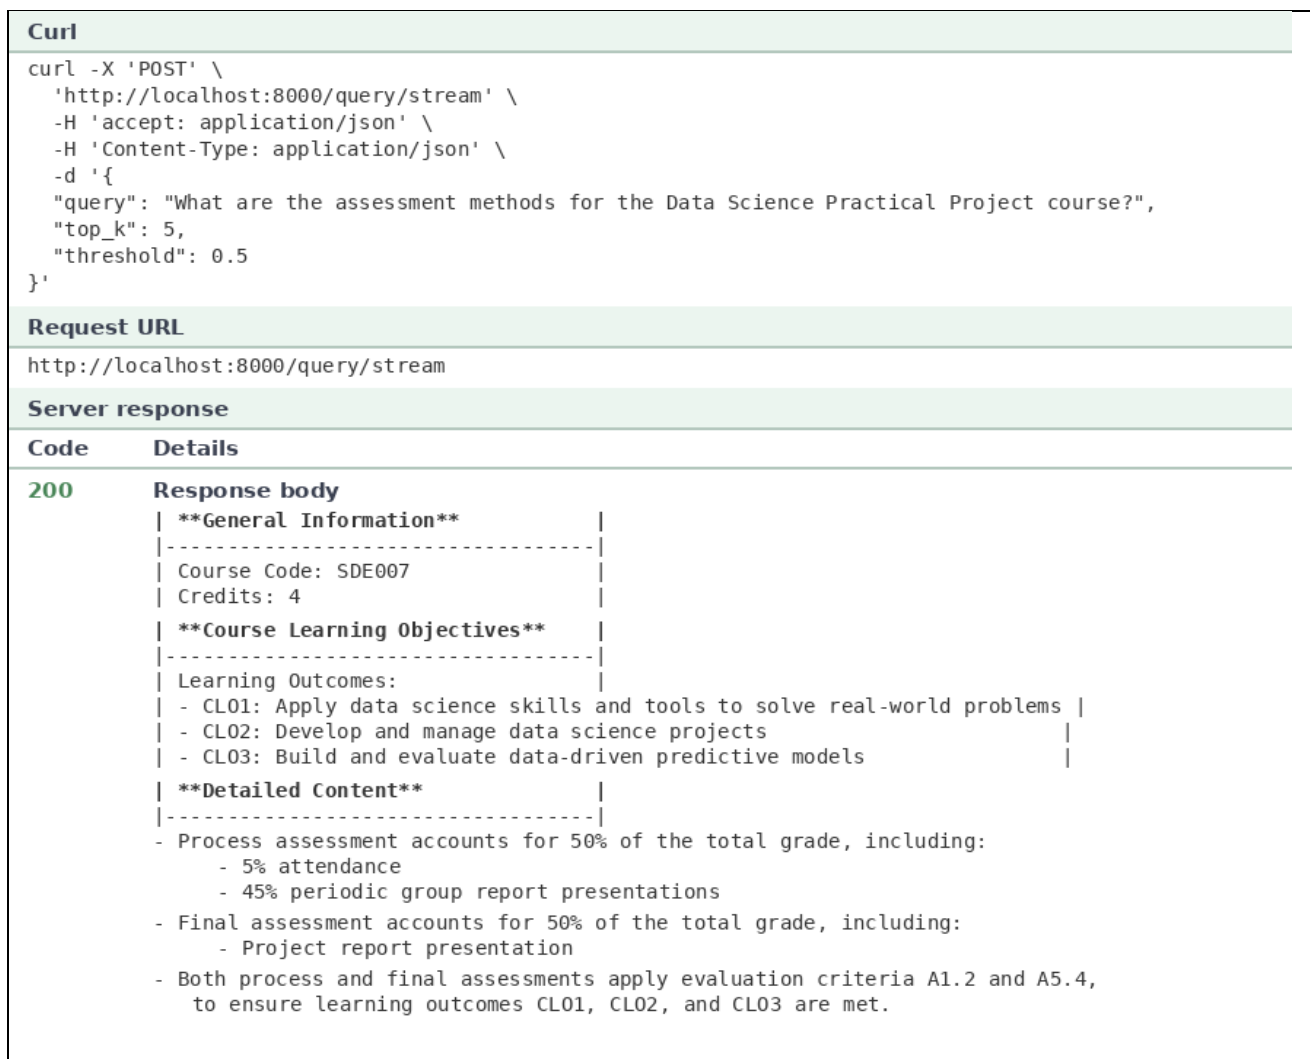 Curl
curl -X 'POST' \
  'http://localhost:8000/query/stream' \
  -H 'accept: application/json' \
  -H 'Content-Type: application/json' \
  -d '{
  "query": "What are the assessment methods for the Data Science Practical Project course?",
  "top_k": 5,
  "threshold": 0.5
}'
Request URL
http://localhost:8000/query/stream
Server response
Code Details
200 Response body
| **General Information** |
|-----------------------------------|
| Course Code: SDE007 |
| Credits: 4 |
| **Course Learning Objectives** |
|-----------------------------------|
| Learning Outcomes: |
| - CLO1: Apply data science skills and tools to solve real-world problems |
| - CLO2: Develop and manage data science projects |
| - CLO3: Build and evaluate data-driven predictive models |
| **Detailed Content** |
|-----------------------------------|
- Process assessment accounts for 50% of the total grade, including:
- 5% attendance
- 45% periodic group report presentations
- Final assessment accounts for 50% of the total grade, including:
- Project report presentation
- Both process and final assessments apply evaluation criteria A1.2 and A5.4,
to ensure learning outcomes CLO1, CLO2, and CLO3 are met.